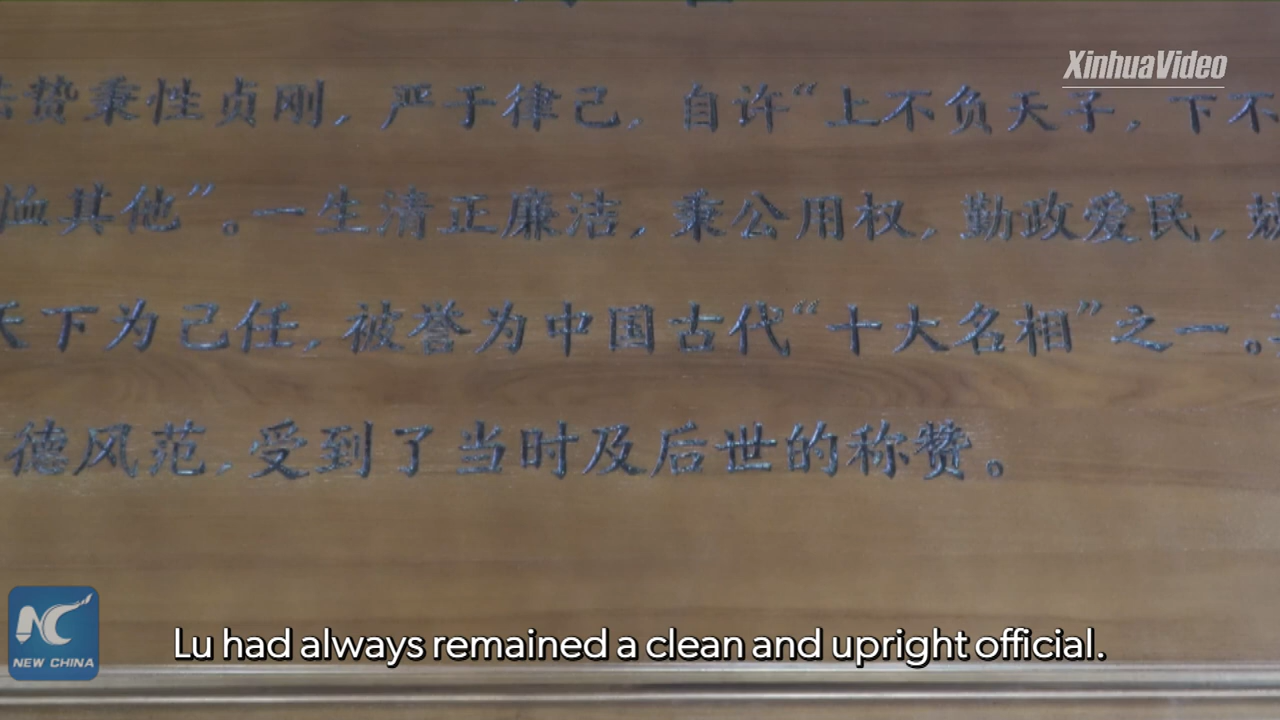 XinhuaVideo
贽秉性贞刚，严于律己，自许“上不负天子，下不
恤其他”。一生清正廉洁，秉公用权，勤政爱民，
天下为己任，被誉为中国古代“十大名相”之一。
德风范，受到了当时及后世的称赞。
NC
NEW CHINA
Lu had always remained a clean and upright official.